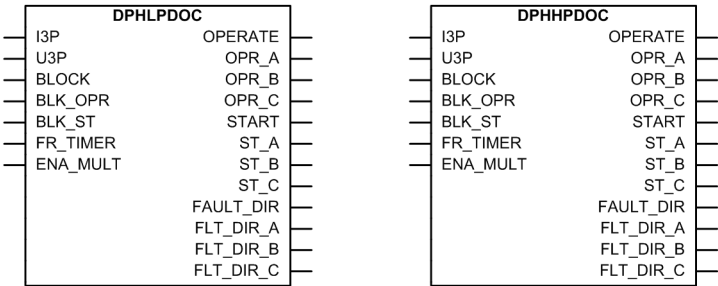 DPHLPDOC
I3P OPERATE
U3P OPR_A
BLOCK OPR_B
BLK_OPR OPR_C
BLK_ST START
FR_TIMER ST_A
ENA_MULT ST_B
ST_C
FAULT_DIR
FLT_DIR_A
FLT_DIR_B
FLT_DIR_C
DPHHPDOC
I3P OPERATE
U3P OPR_A
BLOCK OPR_B
BLK_OPR OPR_C
BLK_ST START
FR_TIMER ST_A
ENA_MULT ST_B
ST_C
FAULT_DIR
FLT_DIR_A
FLT_DIR_B
FLT_DIR_C